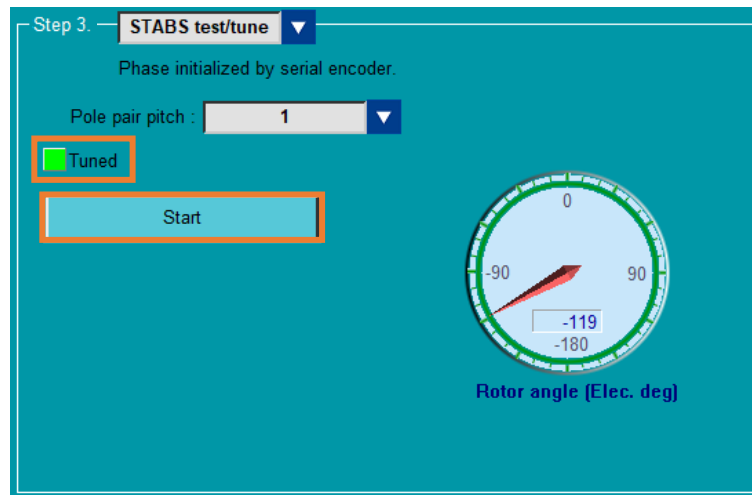 Step 3. STABS test/tune
Phase initialized by serial encoder.
Pole pair pitch : 1
Tuned
Start
0
-90 90
-119
-180
Rotor angle (Elec. deg)